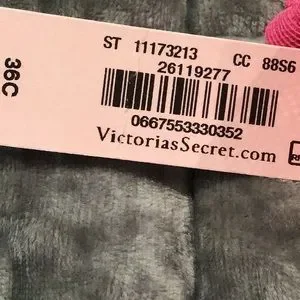 ST 11173213 CC 88S6
26119277
0667553330352
VictoriasSecret.com
36C